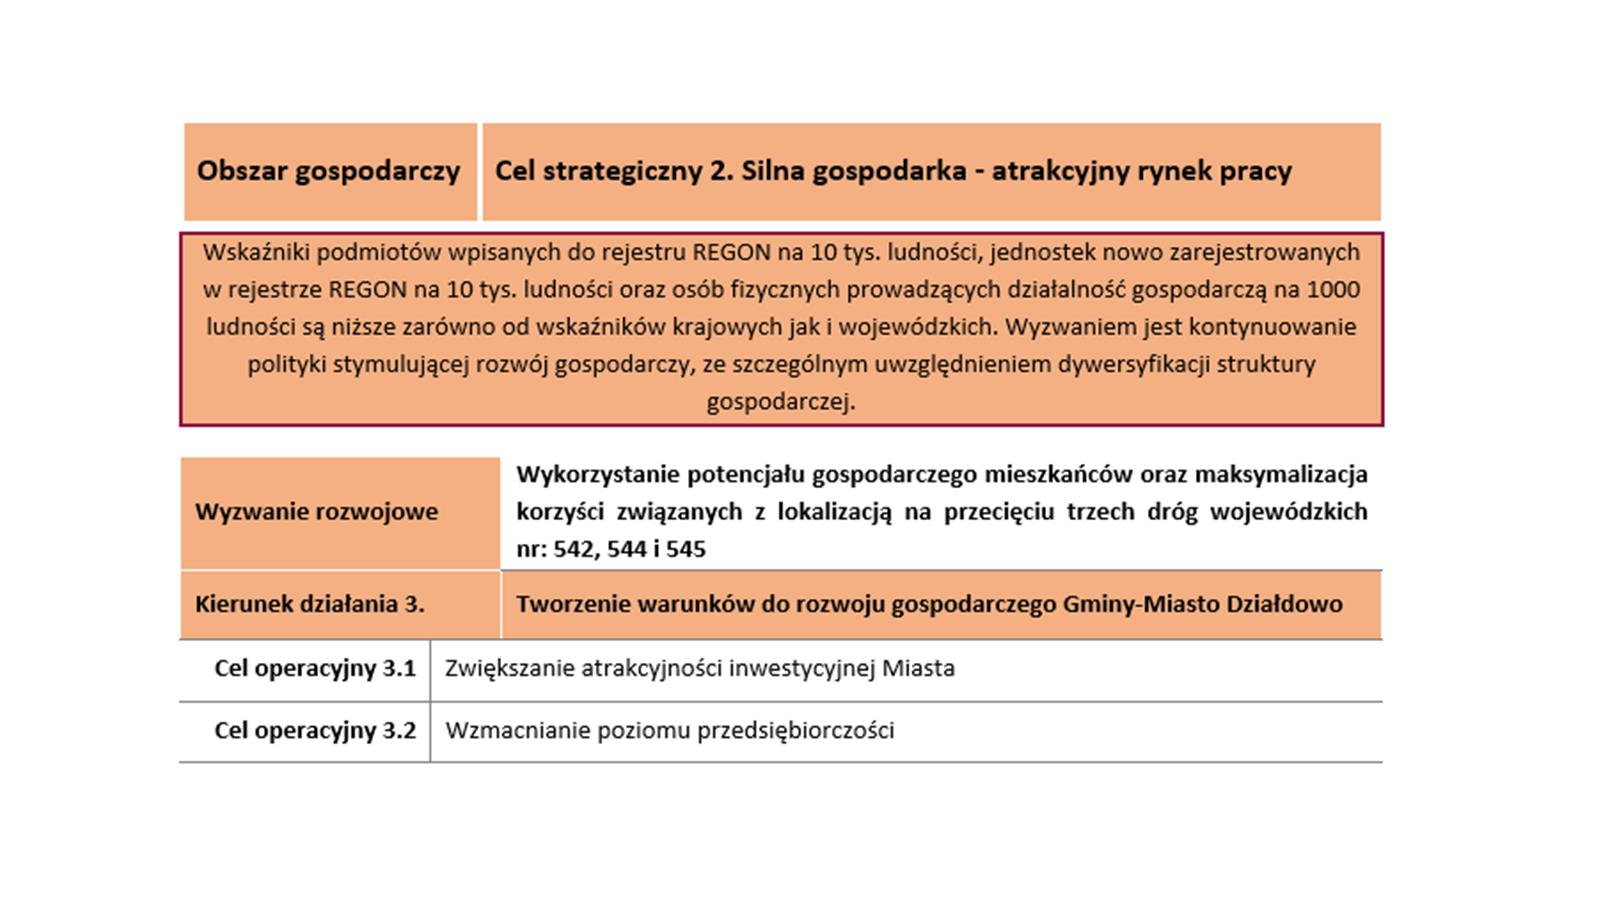 Obszar gospodarczy
Cel strategiczny 2. Silna gospodarka - atrakcyjny rynek pracy
Wskaźniki podmiotów wpisanych do rejestru REGON na 10 tys. ludności, jednostek nowo zarejestrowanych
w rejestrze REGON na 10 tys. ludności oraz osób fizycznych prowadzących działalność gospodarczą na 1000
ludności są niższe zarówno od wskaźników krajowych jak i wojewódzkich. Wyzwaniem jest kontynuowanie
polityki stymulującej rozwój gospodarczy, ze szczególnym uwzględnieniem dywersyfikacji struktury
gospodarczej.
Wyzwanie rozwojowe
Wykorzystanie potencjału gospodarczego mieszkańców oraz maksymalizacja
korzyści związanych z lokalizacją na przecięciu trzech dróg wojewódzkich
nr: 542, 544 i 545
Kierunek działania 3.
Tworzenie warunków do rozwoju gospodarczego Gminy-Miasto Działdowo
Cel operacyjny 3.1
Zwiększanie atrakcyjności inwestycyjnej Miasta
Cel operacyjny 3.2
Wzmacnianie poziomu przedsiębiorczości